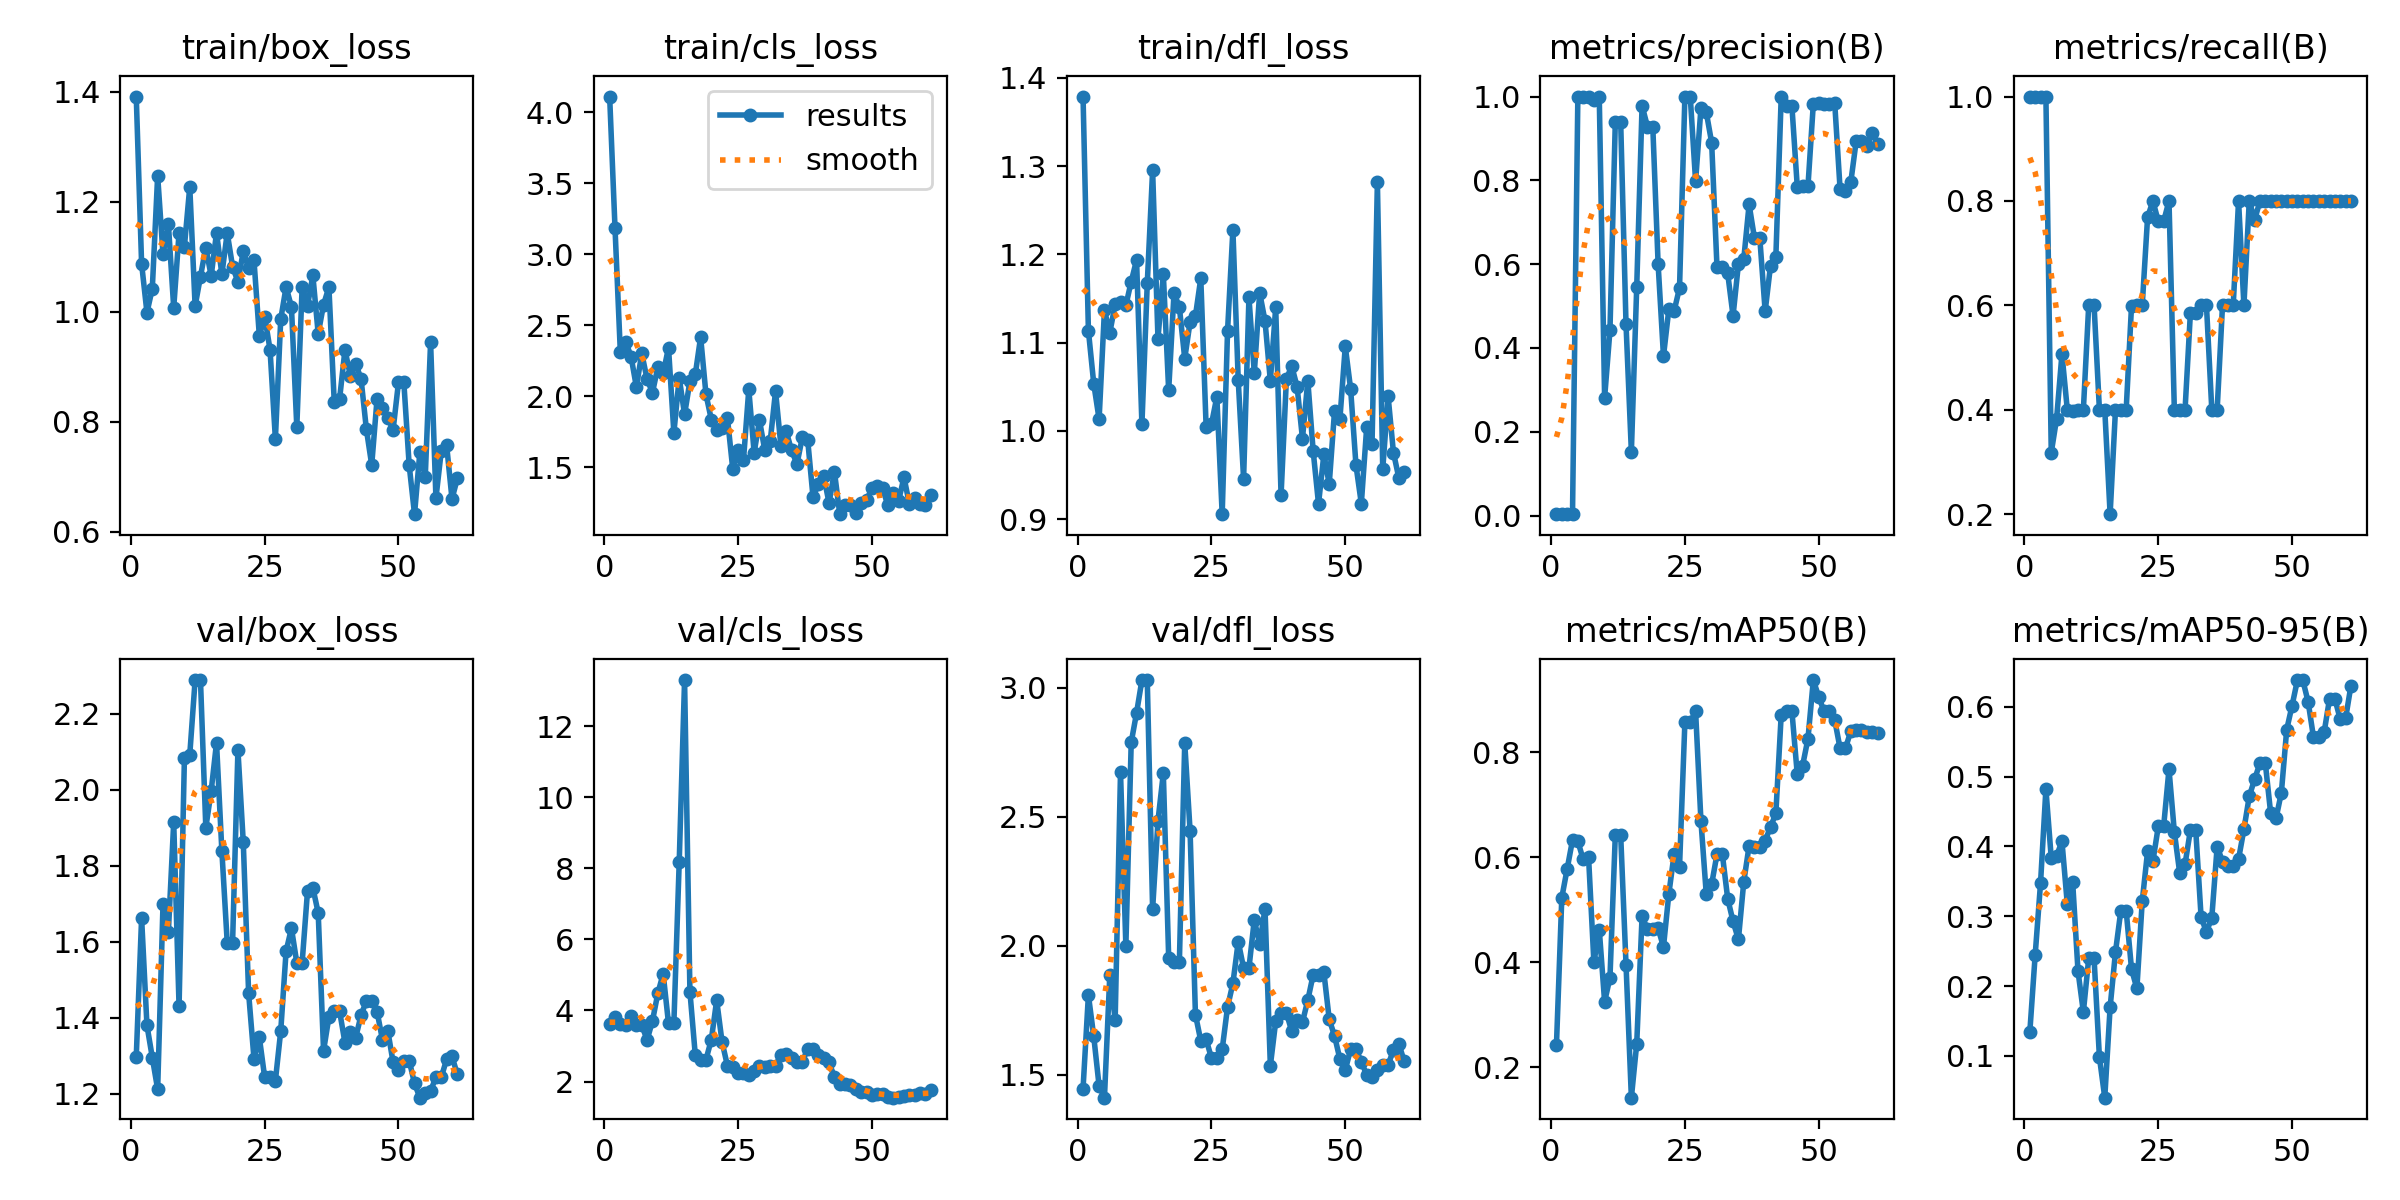 train/box_loss
1.4
1.2
1.0
0.8
0.6
0 25 50
train/cls_loss
results
smooth
4.0
3.5
3.0
2.5
2.0
1.5
0 25 50
train/dfl_loss
1.4
1.3
1.2
1.1
1.0
0.9
0 25 50
metrics/precision(B)
1.0
0.8
0.6
0.4
0.2
0.0
0 25 50
metrics/recall(B)
1.0
0.8
0.6
0.4
0.2
0 25 50
val/box_loss
2.2
2.0
1.8
1.6
1.4
1.2
0 25 50
val/cls_loss
12
10
8
6
4
2
0 25 50
val/dfl_loss
3.0
2.5
2.0
1.5
0 25 50
metrics/mAP50(B)
0.8
0.6
0.4
0.2
0 25 50
metrics/mAP50-95(B)
0.6
0.5
0.4
0.3
0.2
0.1
0 25 50